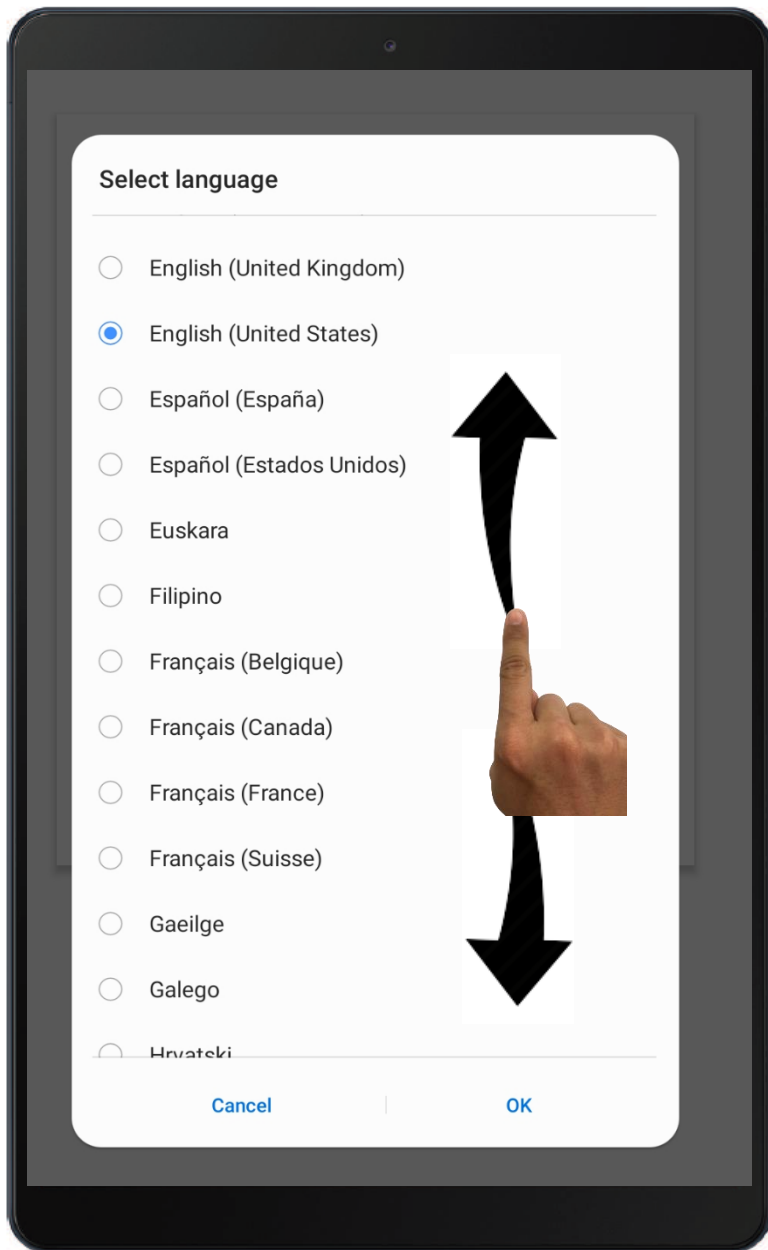 Select language
English (United Kingdom)
English (United States)
Español (España)
Español (Estados Unidos)
Euskara
Filipino
Français (Belgique)
Français (Canada)
Français (France)
Français (Suisse)
Gaeilge
Galego
Hrvatski
Cancel
OK